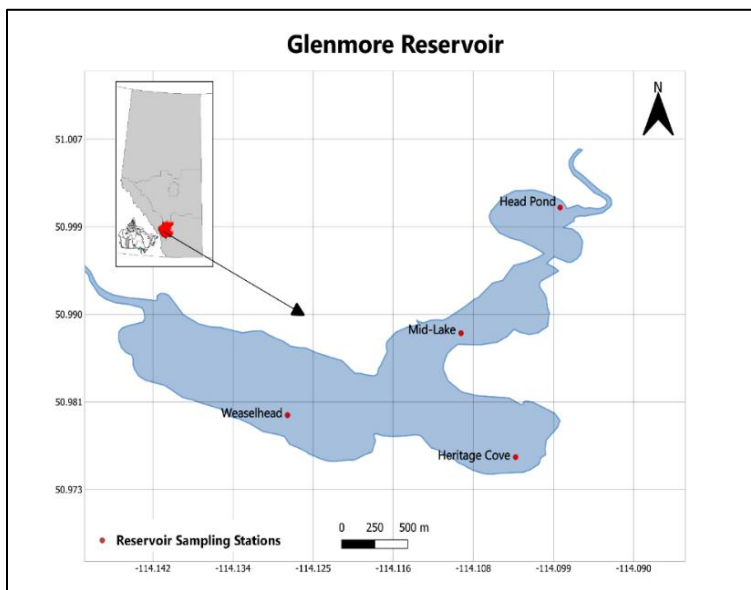 Glenmore Reservoir
N
51.007
Head Pond
50.999
50.990
Mid-Lake
50.981
Weaselhead
Heritage Cove
50.973
0 250 500 m
Reservoir Sampling Stations
-114.142 -114.134 -114.125 -114.116 -114.108 -114.099 -114.090